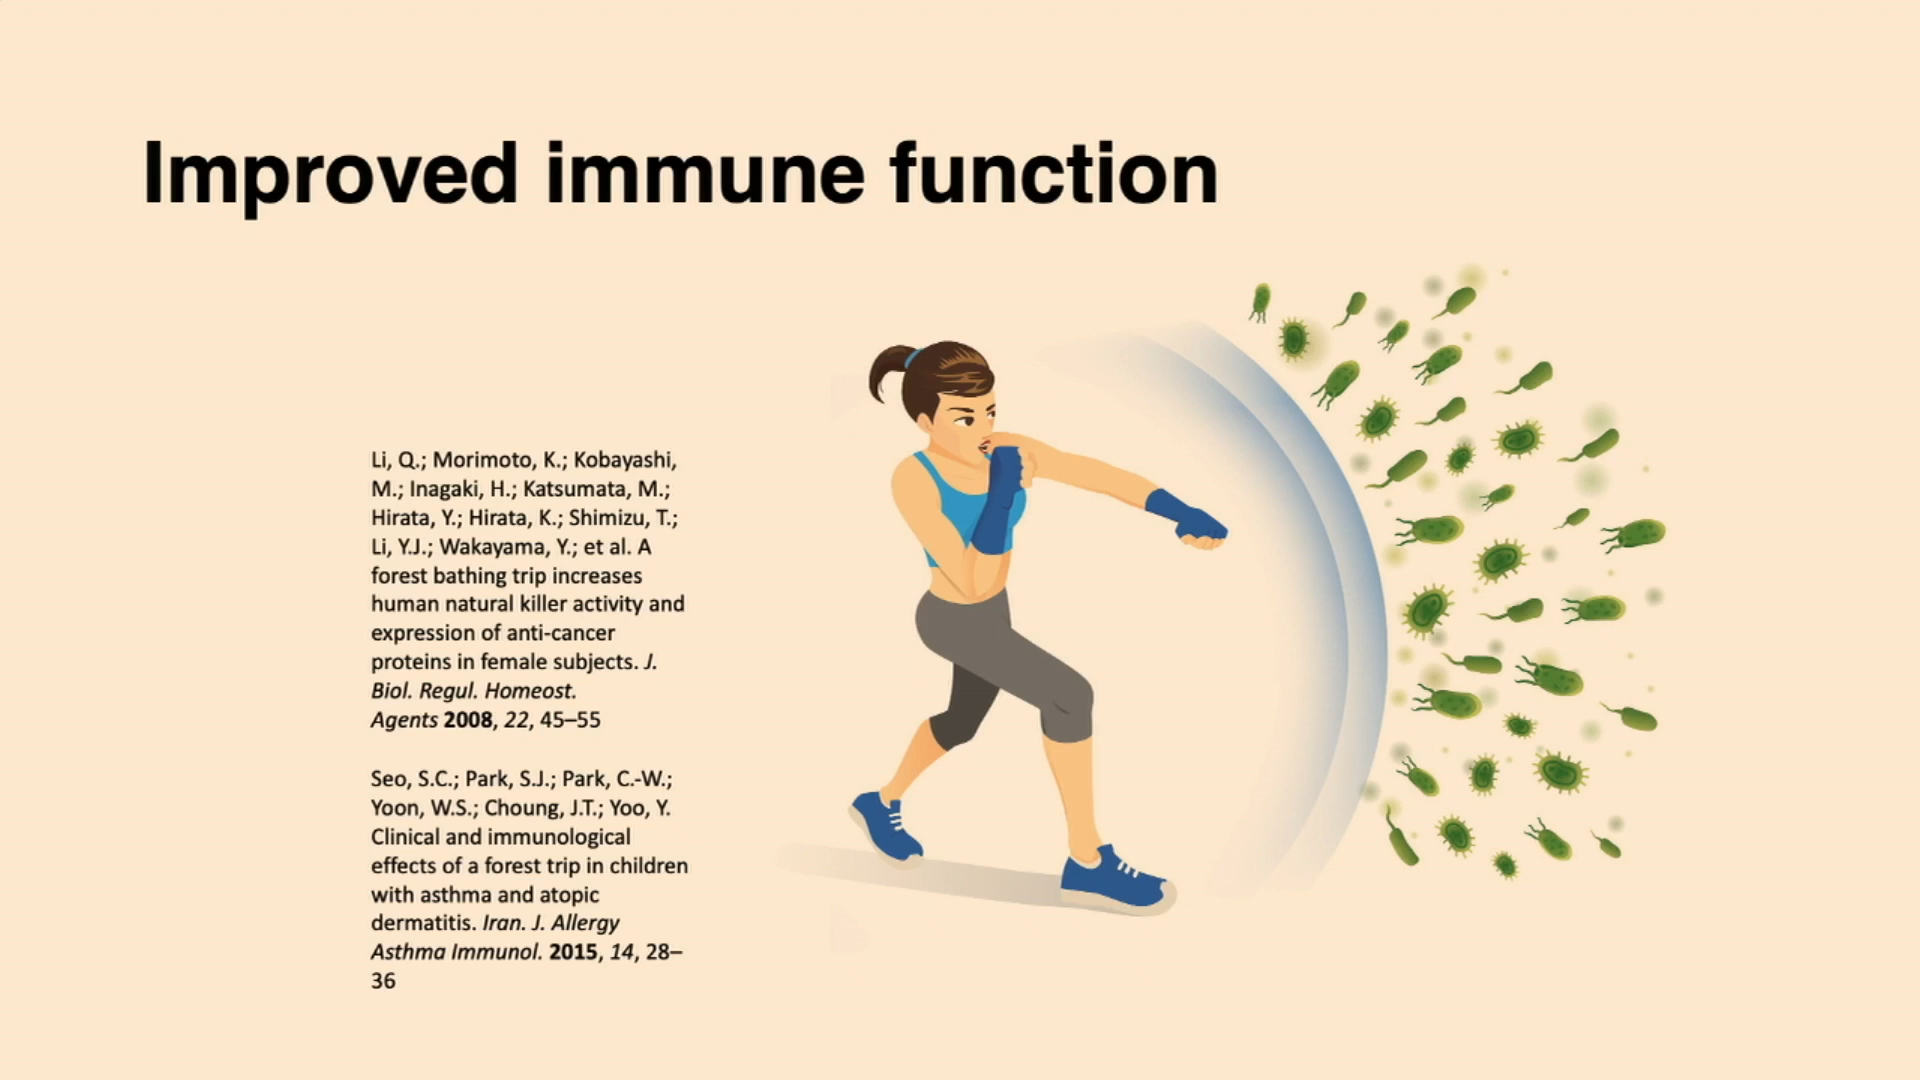 Improved immune function
Li, Q.; Morimoto, K.; Kobayashi,
M.; Inagaki, H.; Katsumata, M.;
Hirata, Y.; Hirata, K.; Shimizu, T.;
Li, Y.J.; Wakayama, Y.; et al. A
forest bathing trip increases
human natural killer activity and
expression of anti-cancer
proteins in female subjects. J.
Biol. Regul. Homeost.
Agents 2008, 22, 45–55
Seo, S.C.; Park, S.J.; Park, C.-W.;
Yoon, W.S.; Choung, J.T.; Yoo, Y.
Clinical and immunological
effects of a forest trip in children
with asthma and atopic
dermatitis. Iran. J. Allergy
Asthma Immunol. 2015, 14, 28–
36